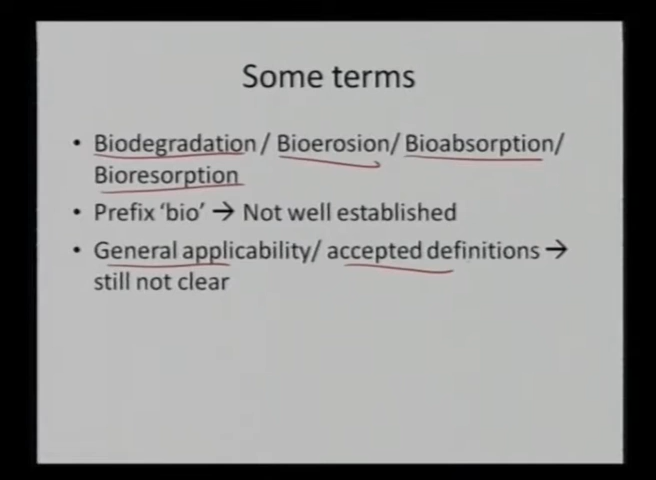 Some terms
• Biodegradation / Bioerosion/ Bioabsorption/
Bioresorption
• Prefix 'bio' → Not well established
• General applicability/ accepted definitions →
still not clear